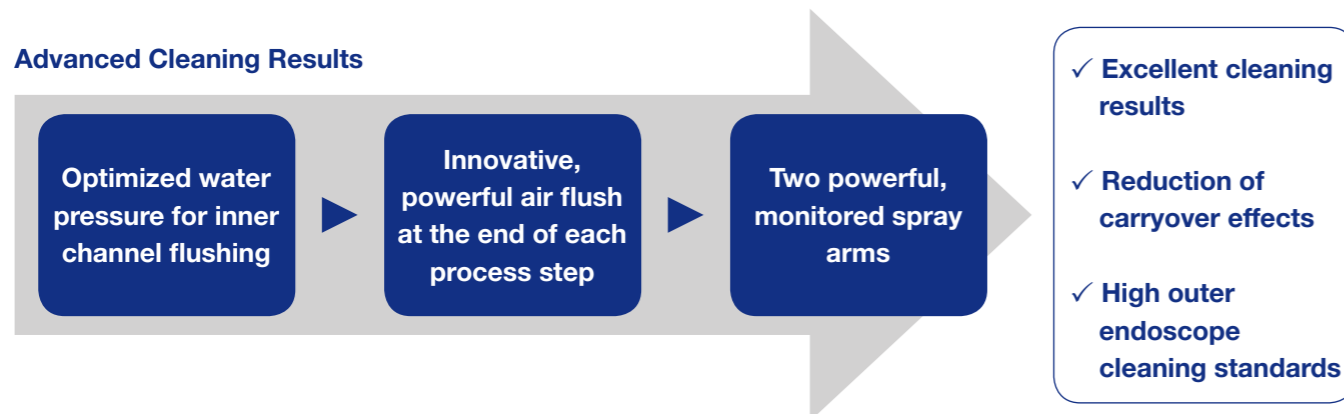 Advanced Cleaning Results
Optimized water
pressure for inner
channel flushing
Innovative,
powerful air flush
at the end of each
process step
Two powerful,
monitored spray
arms
✓ Excellent cleaning
results
✓ Reduction of
carryover effects
✓ High outer
endoscope
cleaning standards